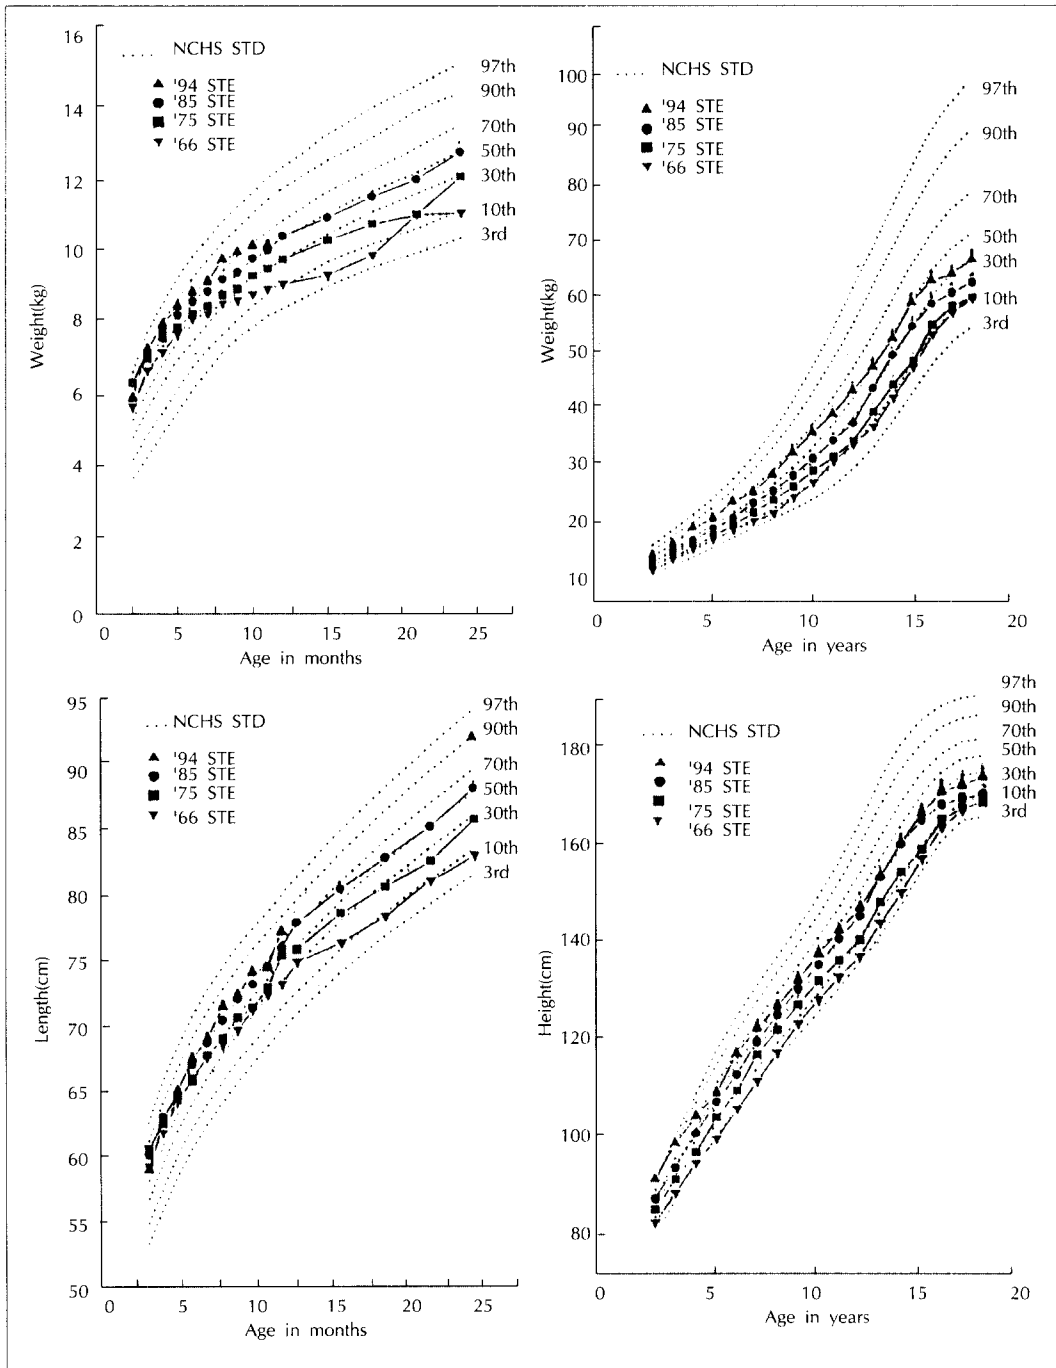 16
14
12
10
8
6
4
2
0
Weight(kg)
NCHS STD
'94 STE
'85 STE
'75 STE
'66 STE
97th
90th
70th
50th
30th
10th
3rd
0 5 10 15 20 25
Age in months
100
90
80
70
60
50
40
30
20
10
Weight(kg)
NCHS STD
'94 STE
'85 STE
'75 STE
'66 STE
97th
90th
70th
50th
30th
10th
3rd
0 5 10 15 20
Age in years
95
90
85
80
75
70
65
60
55
50
Length(cm)
NCHS STD
'94 STE
'85 STE
'75 STE
'66 STE
97th
90th
70th
50th
30th
10th
3rd
0 5 10 15 20 25
Age in months
180
160
140
120
100
80
Height(cm)
NCHS STD
'94 STE
'85 STE
'75 STE
'66 STE
97th
90th
70th
50th
30th
10th
3rd
0 5 10 15 20
Age in years